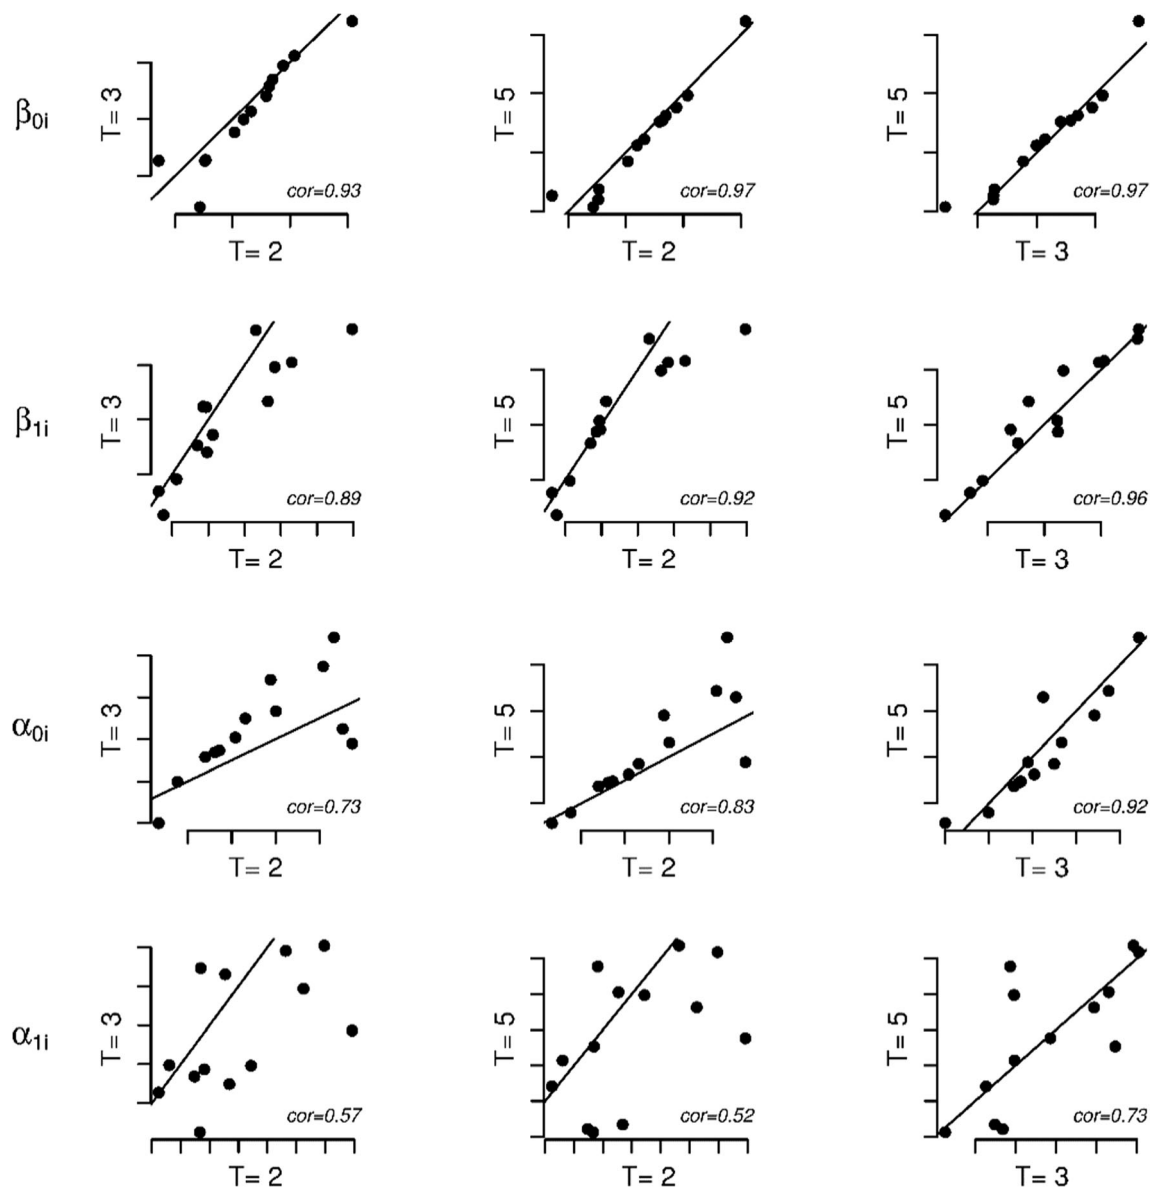 β0i
T= 3
cor=0.93
T= 2
T= 5
cor=0.97
T= 2
T= 5
cor=0.97
T= 3
β1i
T= 3
cor=0.89
T= 2
T= 5
cor=0.92
T= 2
T= 5
cor=0.96
T= 3
α0i
T= 3
cor=0.73
T= 2
T= 5
cor=0.83
T= 2
T= 5
cor=0.92
T= 3
α1i
T= 3
cor=0.57
T= 2
T= 5
cor=0.52
T= 2
T= 5
cor=0.73
T= 3